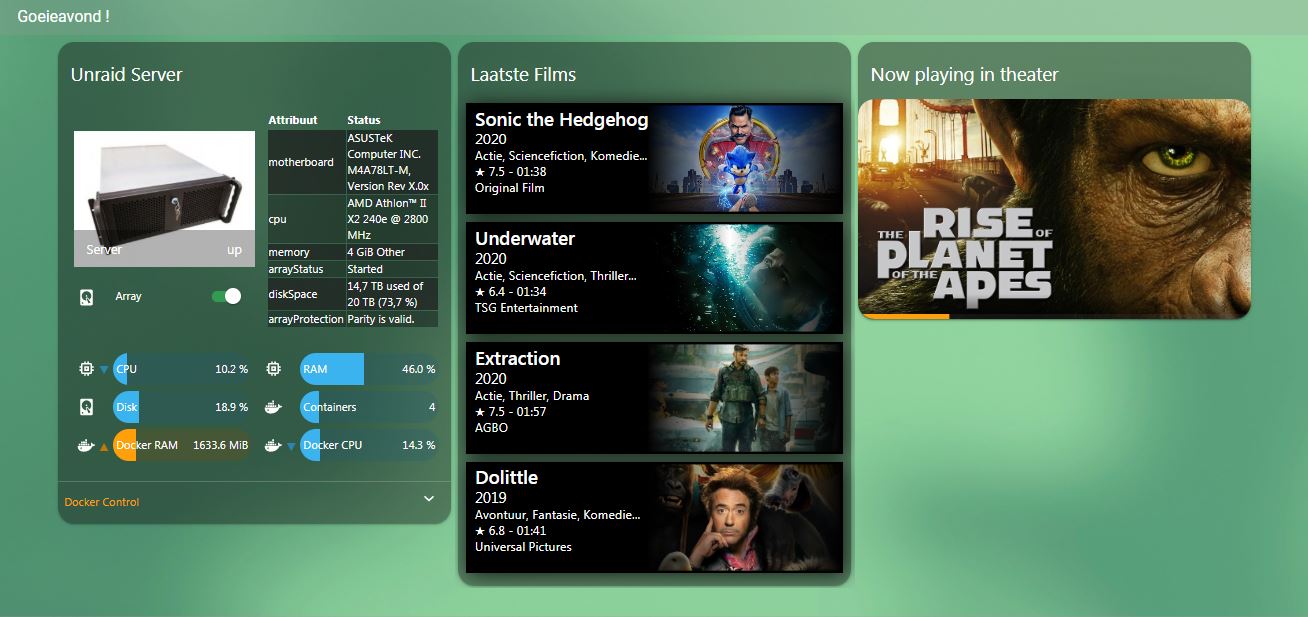 Goeieavond !
Unraid Server
Attribuut Status
motherboard ASUSTeK
Computer INC.
M4A78LT-M,
Version Rev X.0x
cpu AMD Athlon™ II
X2 240e @ 2800
MHz
memory 4 GiB Other
arrayStatus Started
diskSpace 14,7 TB used of
20 TB (73,7 %)
arrayProtection Parity is valid.
Server up
Array
CPU 10.2 %
RAM 46.0 %
Disk 18.9 %
Containers 4
Docker RAM 1633.6 MiB
Docker CPU 14.3 %
Docker Control
Laatste Films
Sonic the Hedgehog
2020
Actie, Sciencefiction, Komedie...
★ 7.5 - 01:38
Original Film
Underwater
2020
Actie, Sciencefiction, Thriller...
★ 6.4 - 01:34
TSG Entertainment
Extraction
2020
Actie, Thriller, Drama
★ 7.5 - 01:57
AGBO
Dolittle
2019
Avontuur, Fantasie, Komedie...
★ 6.8 - 01:41
Universal Pictures
Now playing in theater
THE RISE OF
PLANET
OF THE APES